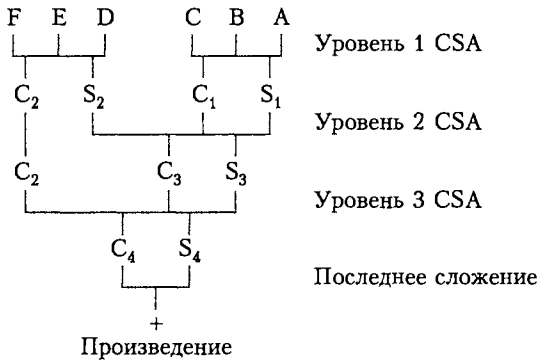 F E D C B A
Уровень 1 CSA
C₂ S₂ C₁ S₁
Уровень 2 CSA
C₂ C₃ S₃
Уровень 3 CSA
C₄ S₄
Последнее сложение
+
Произведение